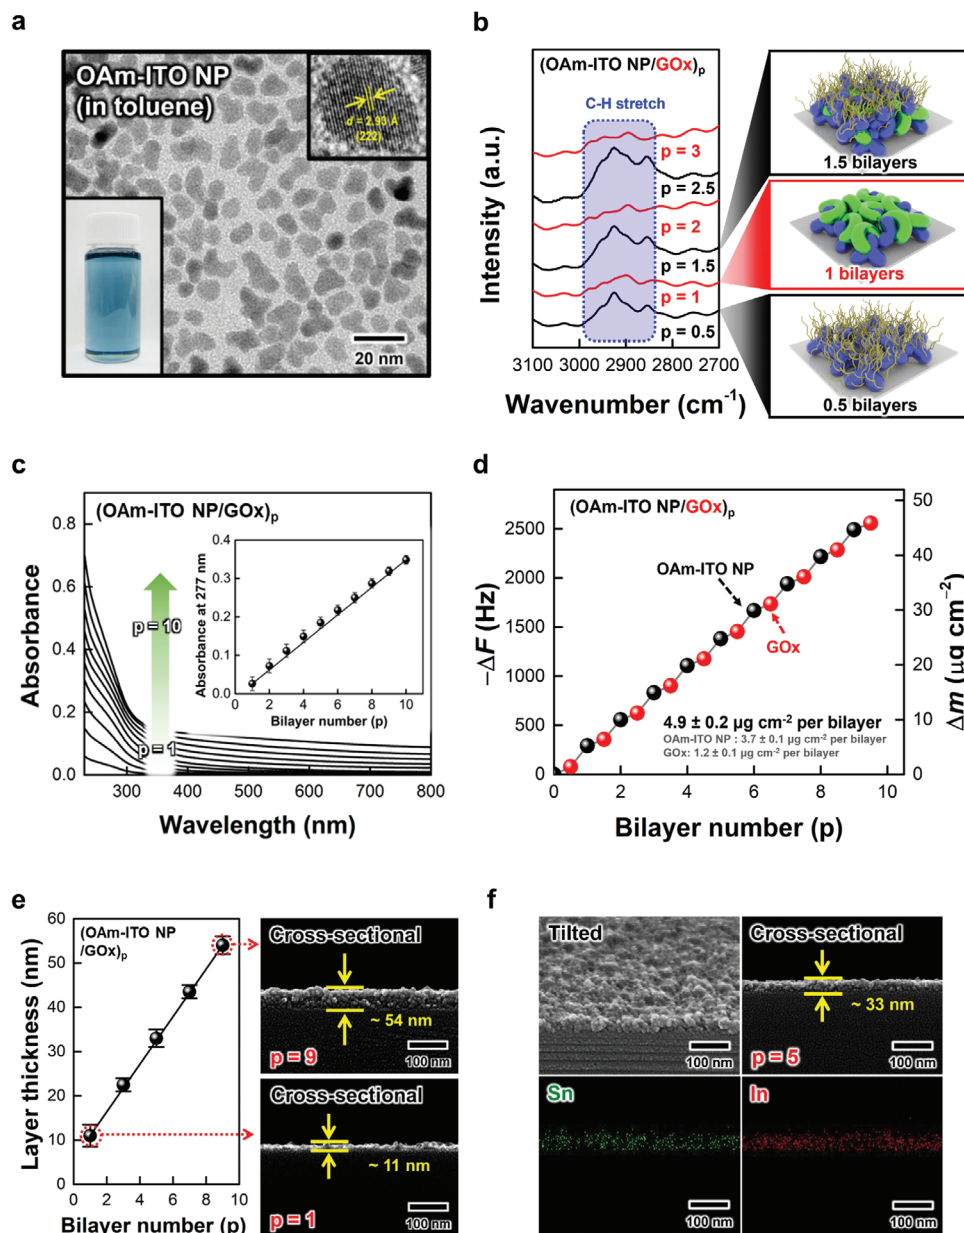 a
OAm-ITO NP
(in toluene)
d = 2.93 Å
(222)
20 nm
b
(OAm-ITO NP/GOx)p
C-H stretch
p = 3
p = 2.5
p = 2
p = 1.5
p = 1
p = 0.5
Intensity (a.u.)
3100 3000 2900 2800 2700
Wavenumber (cm-1)
1.5 bilayers
1 bilayers
0.5 bilayers
c
(OAm-ITO NP/GOx)p
Absorbance
0.8
0.6
0.4
0.2
0.0
p = 10
p = 1
300 400 500 600 700 800
Wavelength (nm)
Absorbance at 277 nm
0.4
0.2
0.0
0 2 4 6 8 10
Bilayer number (p)
d
(OAm-ITO NP/GOx)p
−ΔF (Hz)
2500
2000
1500
1000
500
0
OAm-ITO NP
GOx
4.9 ± 0.2 μg cm-2 per bilayer
OAm-ITO NP : 3.7 ± 0.1 μg cm-2 per bilayer
GOx: 1.2 ± 0.1 μg cm-2 per bilayer
0 2 4 6 8 10
Bilayer number (p)
50
40
30
20
10
0
Δm (μg cm−2)
e
Layer thickness (nm)
60
50
40
30
20
10
0
(OAm-ITO NP
/GOx)p
0 2 4 6 8 10
Bilayer number (p)
Cross-sectional
~ 54 nm
p = 9
100 nm
Cross-sectional
~ 11 nm
p = 1
100 nm
f
Tilted
100 nm
Cross-sectional
~ 33 nm
p = 5
100 nm
Sn
100 nm
In
100 nm